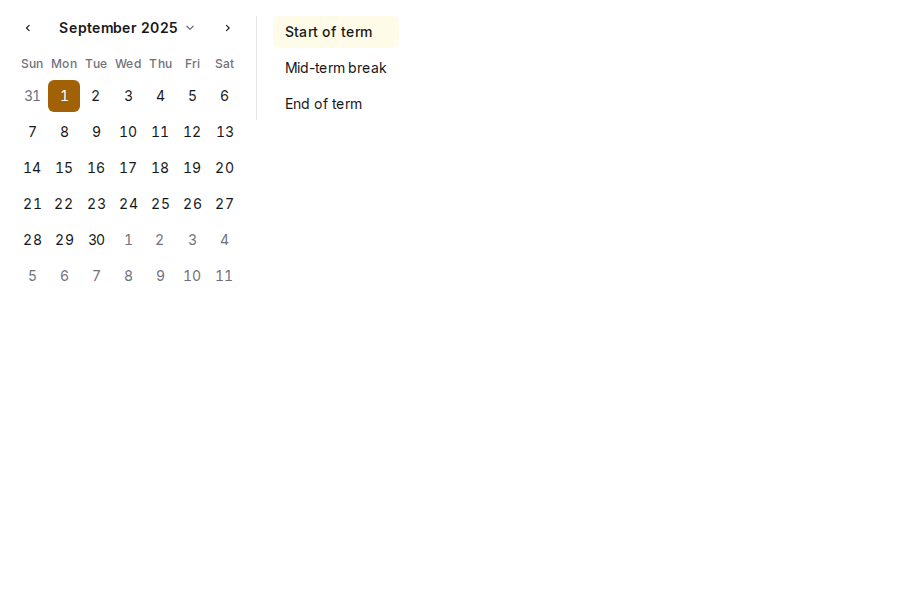 September 2025
Sun Mon Tue Wed Thu Fri Sat
31 1 2 3 4 5 6
7 8 9 10 11 12 13
14 15 16 17 18 19 20
21 22 23 24 25 26 27
28 29 30 1 2 3 4
5 6 7 8 9 10 11
Start of term
Mid-term break
End of term